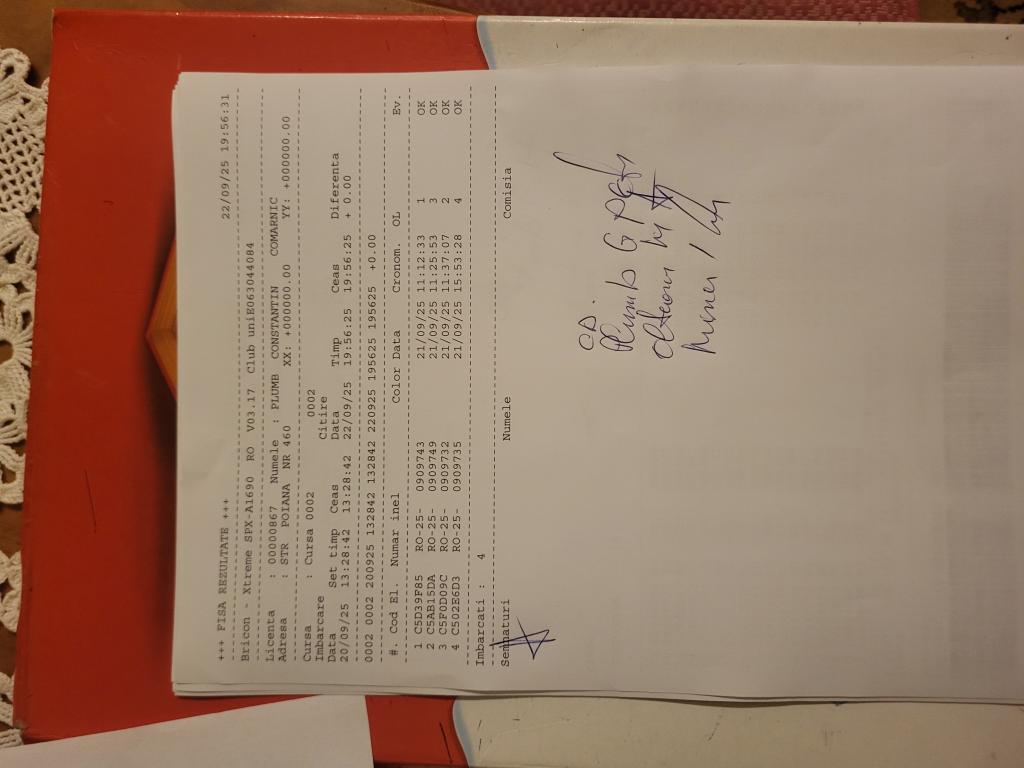 +++ FISA REZULTATE +++ 22/09/25 19:56:31
Bricon - Xtreme SPX-A1690 RO V03.17 Club uniE063044084
Licenta : 00000867 Numele : PLUMB CONSTANTIN COMARNIC
Adresa : STR POIANA NR 460 XX: +000000.00 YY: +000000.00
Cursa : Cursa 0002 0002
Imbarcare Citire
Data Set timp Ceas Data Timp Ceas Diferenta
20/09/25 13:28:42 13:28:42 22/09/25 19:56:25 19:56:25 + 0.00
0002 0002 200925 132842 132842 220925 195625 195625 +0.00
#. Cod El. Numar inel Color Data Cronom. OL Ev.
1 C5D39F85 RO-25- 0909743 21/09/25 11:12:33 1 OK
2 C5AB15DA RO-25- 0909749 21/09/25 11:25:53 3 OK
3 C5F0D09C RO-25- 0909732 21/09/25 11:37:07 2 OK
4 C502E6D3 RO-25- 0909735 21/09/25 15:53:28 4 OK
Imbarcati : 4
Semnaturi Numele Comisia
Plumb G